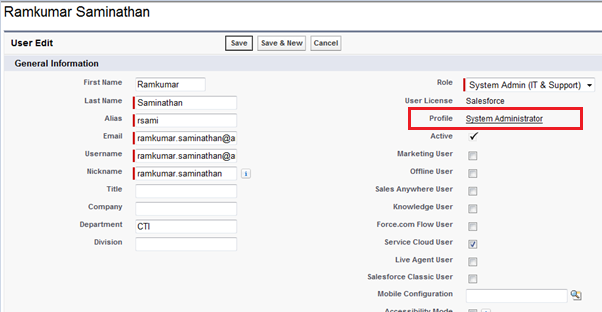 Ramkumar Saminathan
User Edit
Save
Save & New
Cancel
General Information
First Name Ramkumar
Last Name Saminathan
Alias rsami
Email ramkumar.saminathan@a
Username ramkumar.saminathan@a
Nickname ramkumar.saminathan i
Title
Company
Department CTI
Division
Role System Admin (IT & Support)
User License Salesforce
Profile System Administrator
Active
Marketing User
Offline User
Sales Anywhere User
Knowledge User
Force.com Flow User
Service Cloud User
Live Agent User
Salesforce Classic User
Mobile Configuration
Accessibility Mode